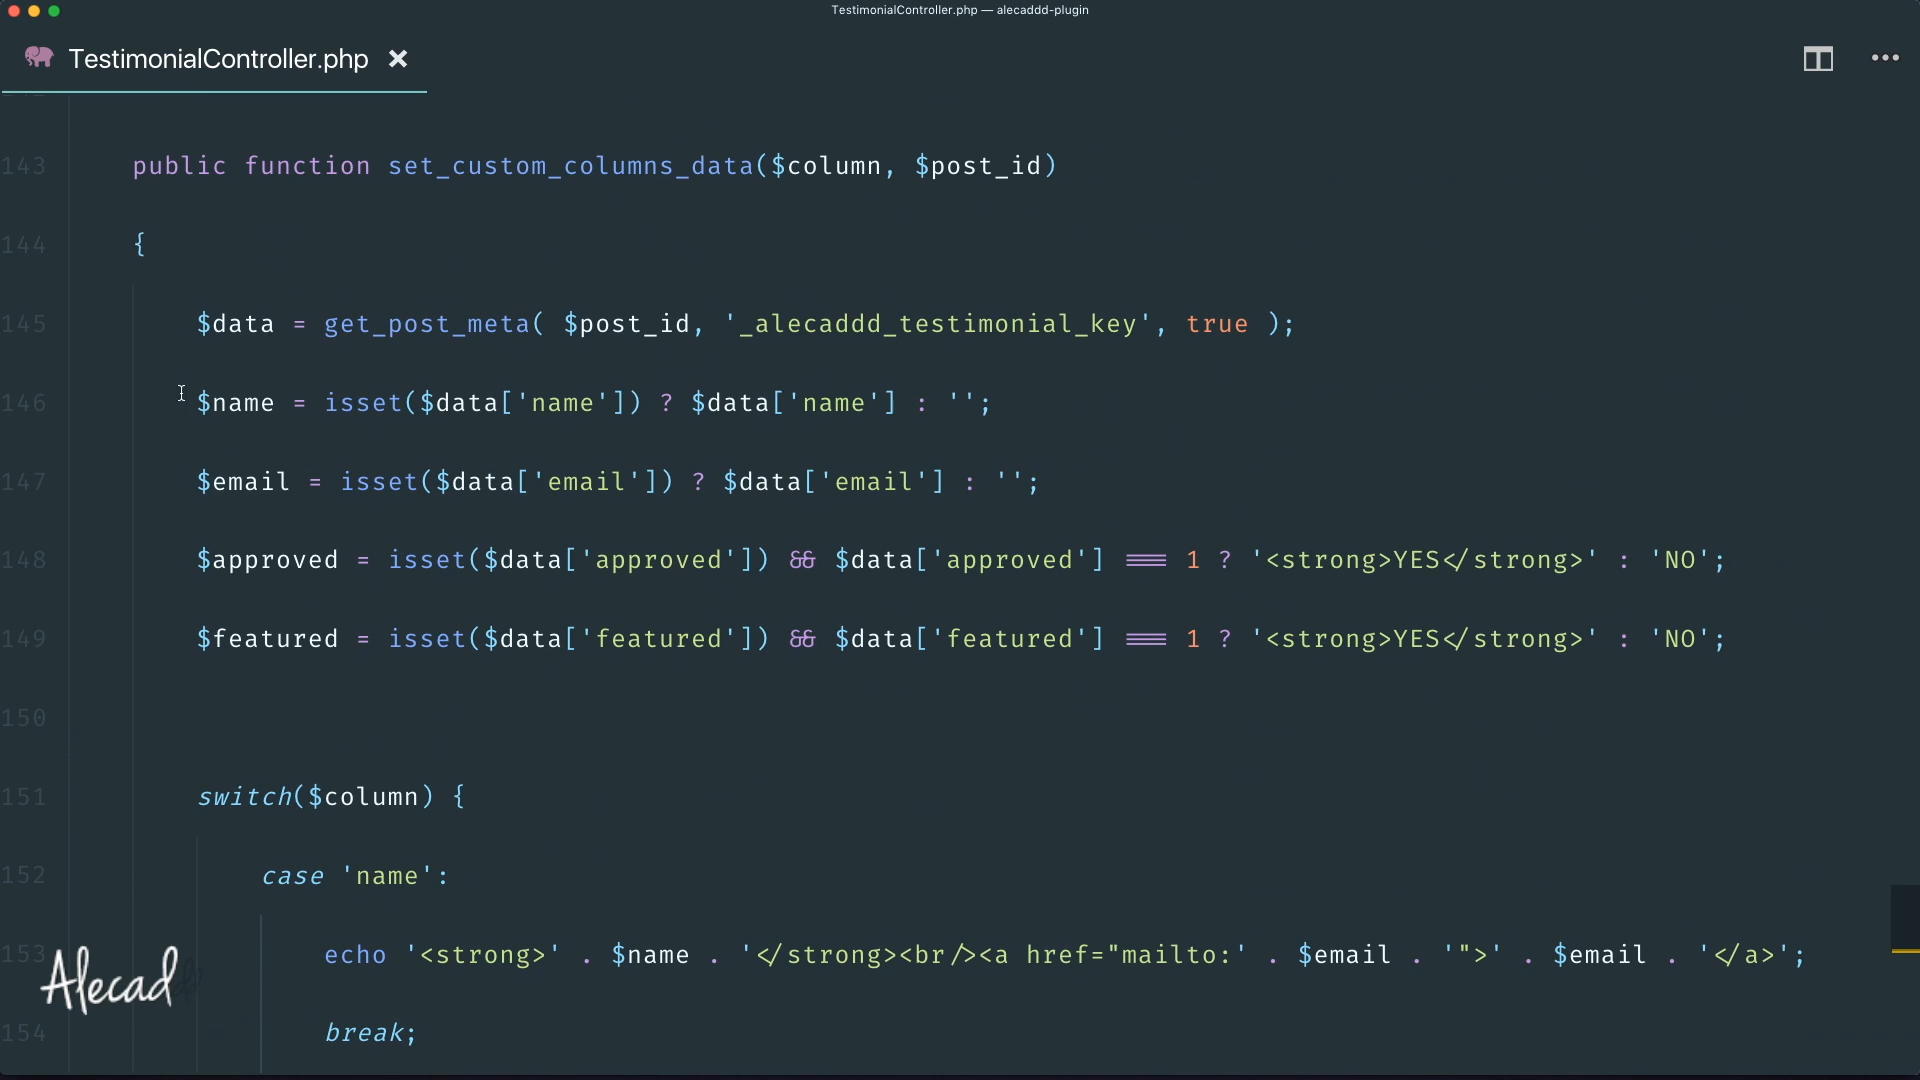 TestimonialController.php — alecaddd-plugin
TestimonialController.php
143 public function set_custom_columns_data($column, $post_id)
144 {
145 $data = get_post_meta( $post_id, '_alecaddd_testimonial_key', true );
146 $name = isset($data['name']) ? $data['name'] : '';
147 $email = isset($data['email']) ? $data['email'] : '';
148 $approved = isset($data['approved']) && $data['approved'] === 1 ? '<strong>YES</strong>' : 'NO';
149 $featured = isset($data['featured']) && $data['featured'] === 1 ? '<strong>YES</strong>' : 'NO';
150
151 switch($column) {
152 case 'name':
153 echo '<strong>' . $name . '</strong><br/><a href="mailto:' . $email . '">' . $email . '</a>';
Alecad
154 break;